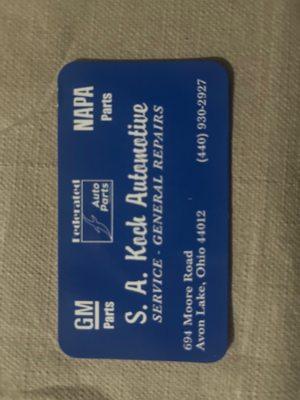 GM
Parts
Federated
Auto
Parts
NAPA
Parts
S. A. Koch Automotive
SERVICE - GENERAL REPAIRS
694 Moore Road
Avon Lake, Ohio 44012
(440) 930-2927